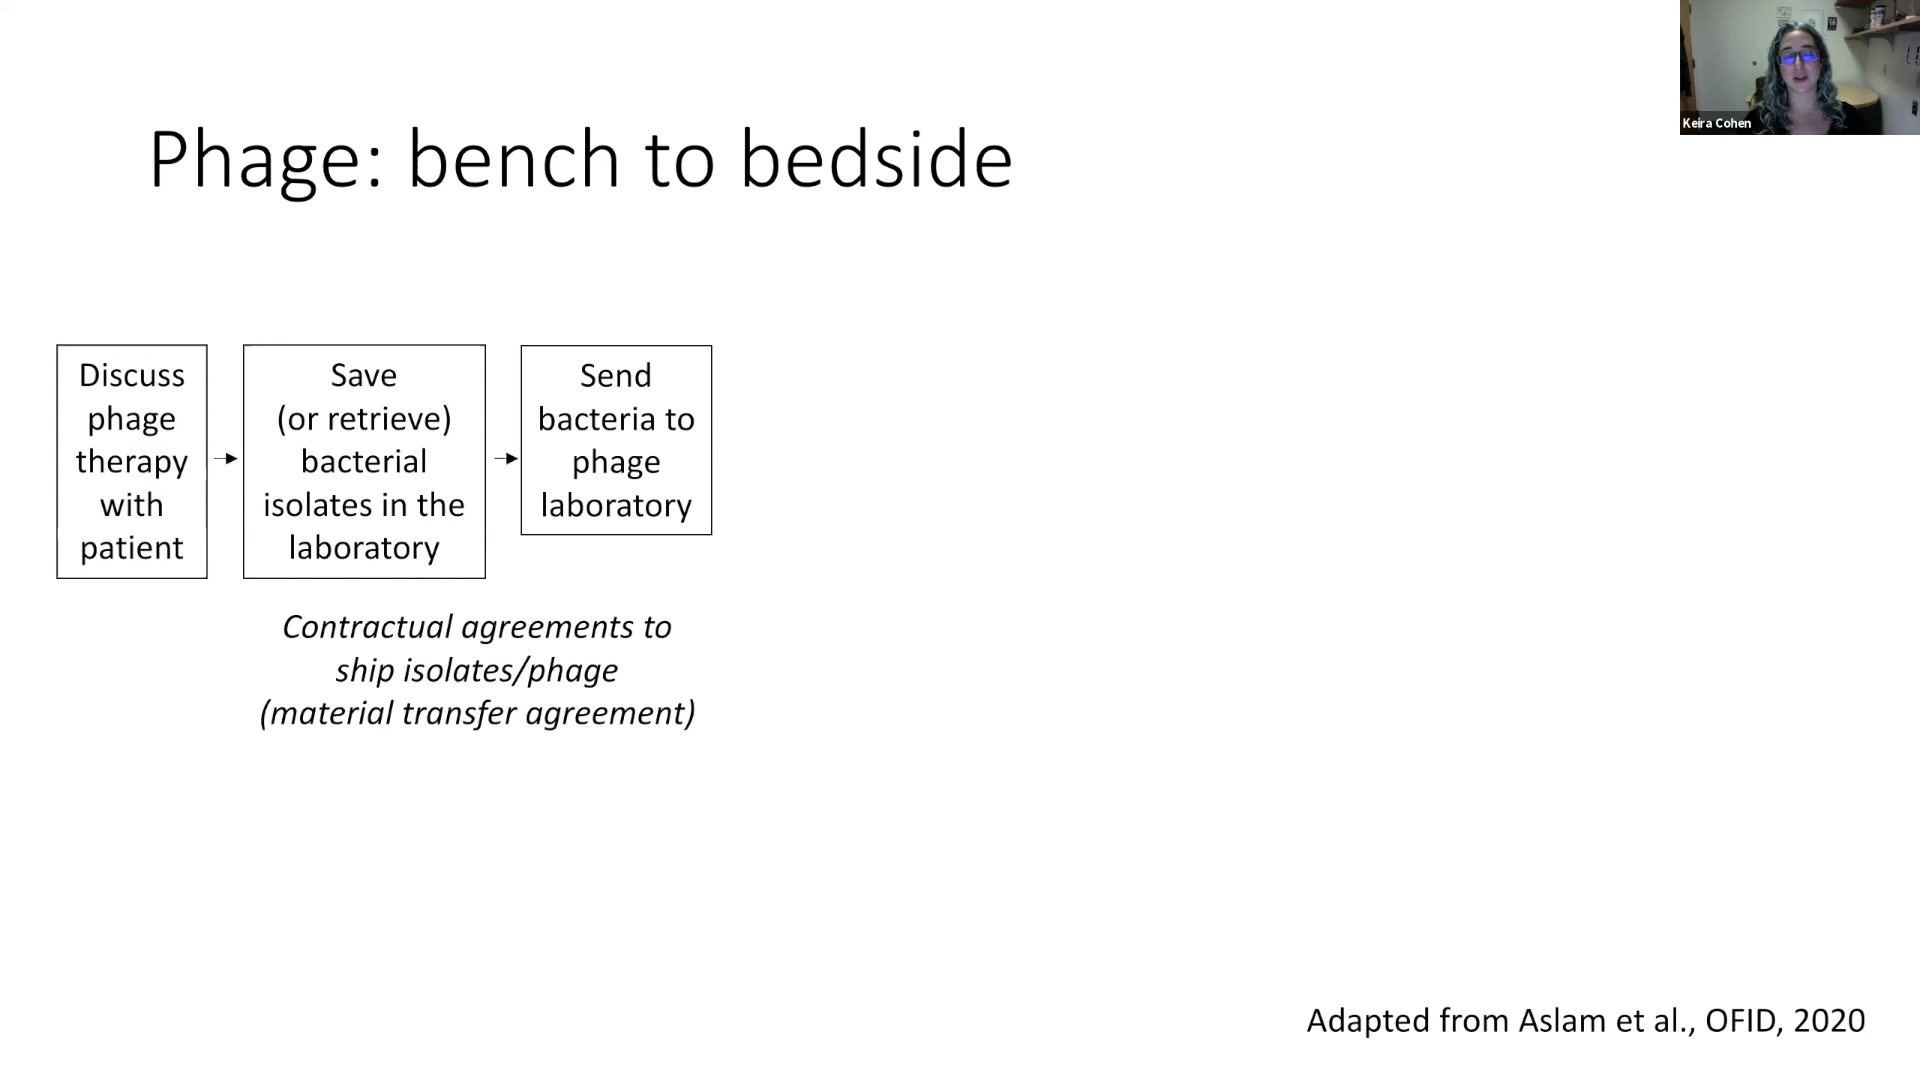 Keira Cohen
Phage: bench to bedside
Discuss
phage
therapy
with
patient
Save
(or retrieve)
bacterial
isolates in the
laboratory
Send
bacteria to
phage
laboratory
Contractual agreements to
ship isolates/phage
(material transfer agreement)
Adapted from Aslam et al., OFID, 2020